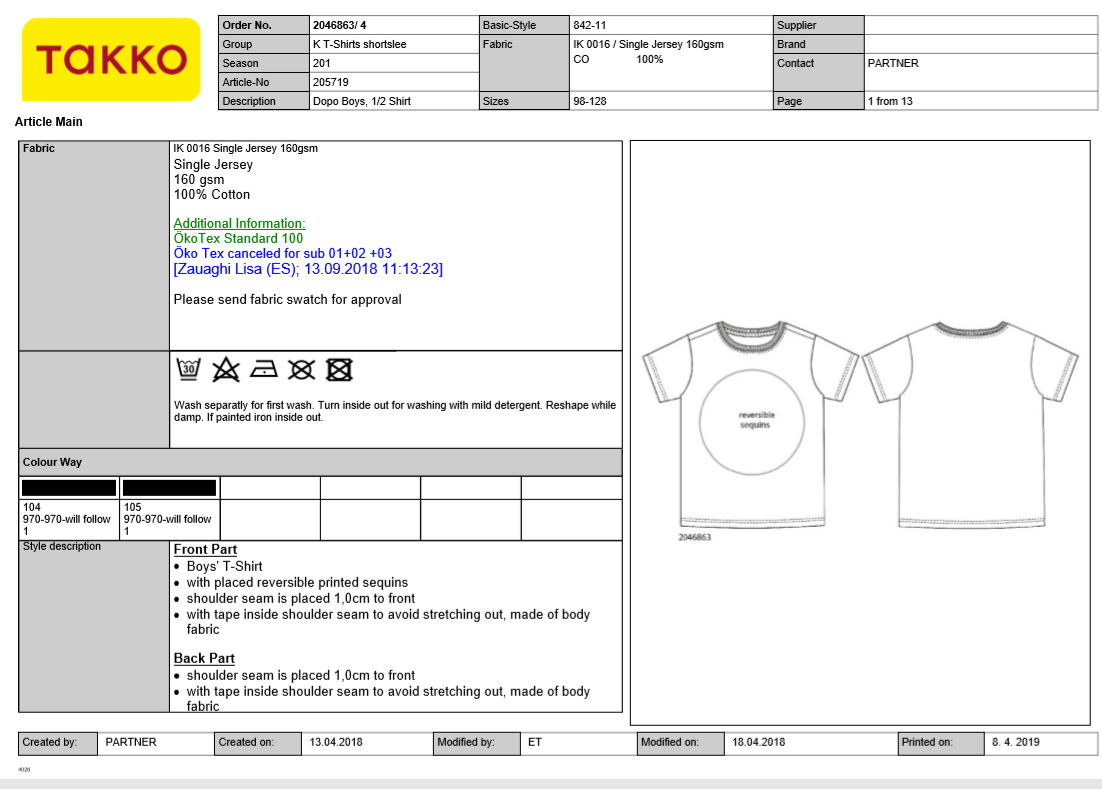 TAKKO
Order No. 2046863/ 4 Basic-Style 842-11 Supplier
Group K T-Shirts shortslee Fabric IK 0016 / Single Jersey 160gsm Brand
Season 201 CO 100% Contact PARTNER
Article-No 205719
Description Dopo Boys, 1/2 Shirt Sizes 98-128 Page 1 from 13
Article Main
Fabric IK 0016 Single Jersey 160gsm
Single Jersey
160 gsm
100% Cotton
Additional Information:
ÖkoTex Standard 100
Öko Tex canceled for sub 01+02 +03
[Zauaghi Lisa (ES); 13.09.2018 11:13:23]
Please send fabric swatch for approval
30
Wash separatly for first wash. Turn inside out for washing with mild detergent. Reshape while
damp. If painted iron inside out.
Colour Way
104 105
970-970-will follow 970-970-will follow
1 1
Style description Front Part
• Boys' T-Shirt
• with placed reversible printed sequins
• shoulder seam is placed 1,0cm to front
• with tape inside shoulder seam to avoid stretching out, made of body
fabric
Back Part
• shoulder seam is placed 1,0cm to front
• with tape inside shoulder seam to avoid stretching out, made of body
fabric
reversible
sequins
2046863
Created by: PARTNER Created on: 13.04.2018 Modified by: ET Modified on: 18.04.2018 Printed on: 8. 4. 2019
4026